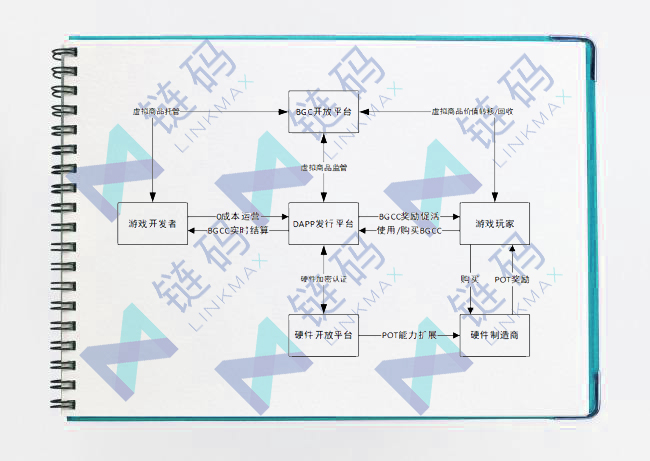 虚拟商品托管
BGC开放平台
虚拟商品价值转移/回收
虚拟商品监管
游戏开发者
0成本运营
BGCC实时结算
DAPP发行平台
BGCC奖励促活
使用/购买BGCC
游戏玩家
硬件加密认证
购买
POT奖励
硬件开放平台
POT能力扩展
硬件制造商
链码
LINKMAX
链码
LINKMAX
链码
LINKMAX
链码
LINKMAX
链码
LINKMAX
链码
LINKMAX